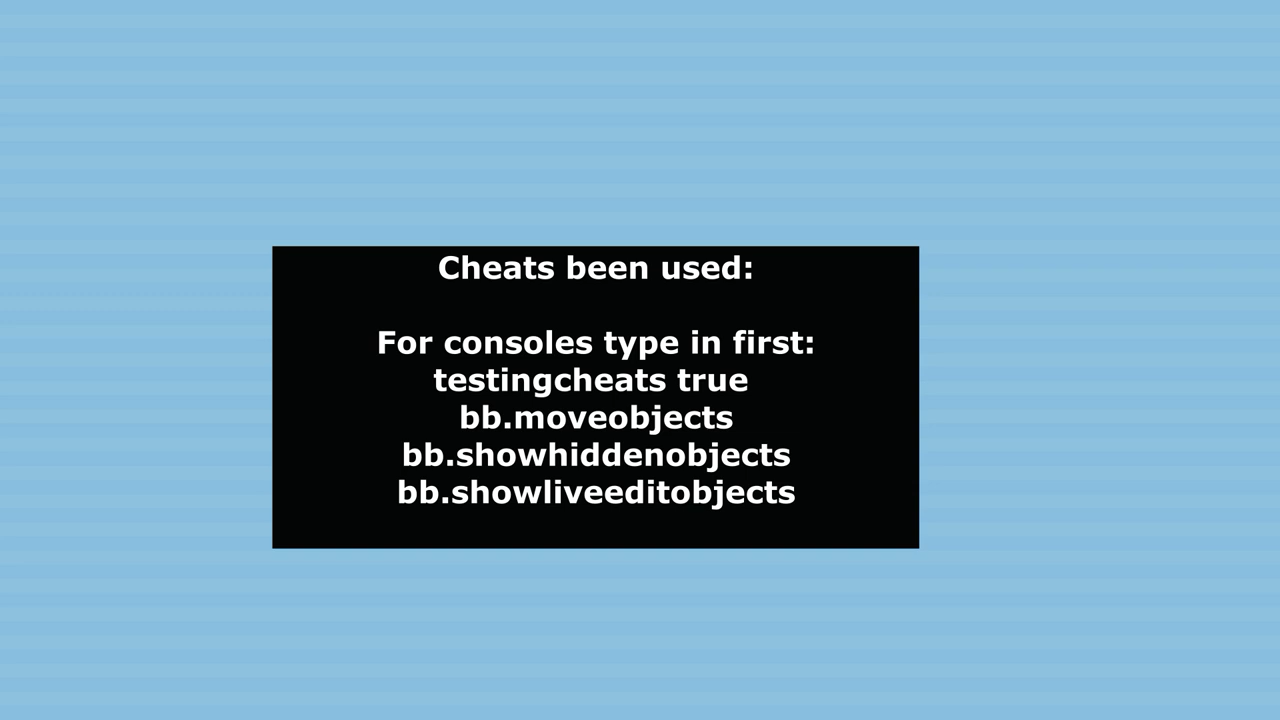 Cheats been used:
For consoles type in first:
testingcheats true
bb.moveobjects
bb.showhiddenobjects
bb.showliveeditobjects